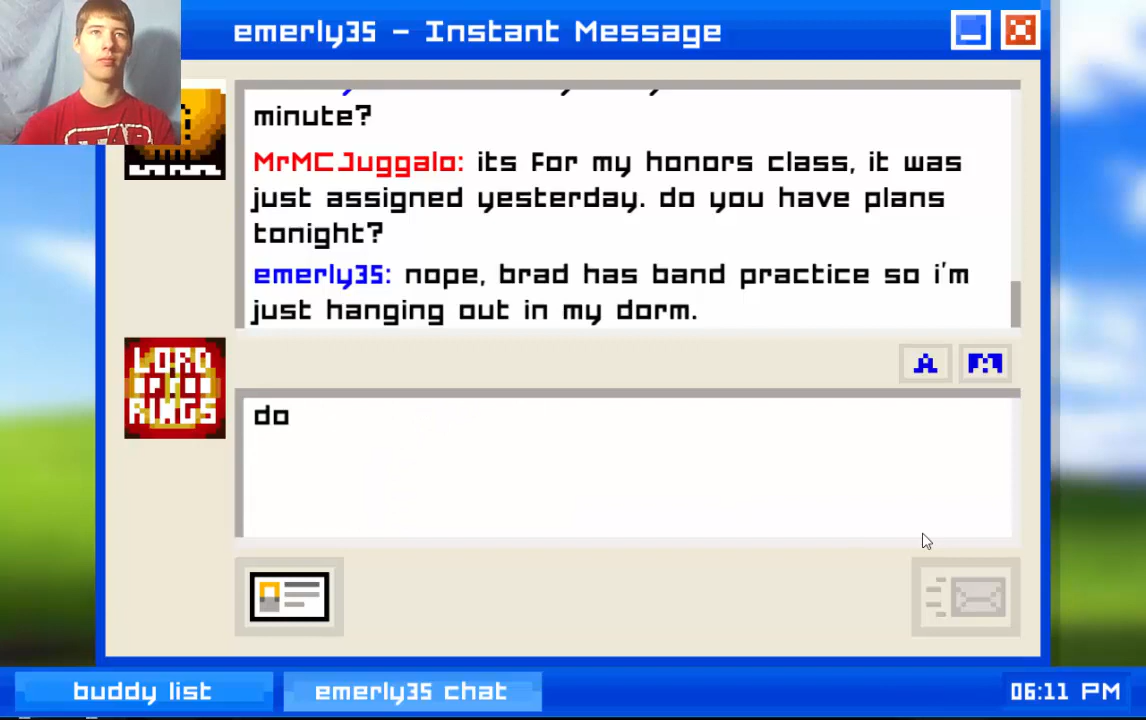 emerly35 - Instant Message
minute?
MrMCJuggalo: its for my honors class, it was
just assigned yesterday. do you have plans
tonight?
emerly35: nope, brad has band practice so i'm
just hanging out in my dorm.
LORD
OF THE
RINGS
A
do
buddy list
emerly35 chat
06:11 PM